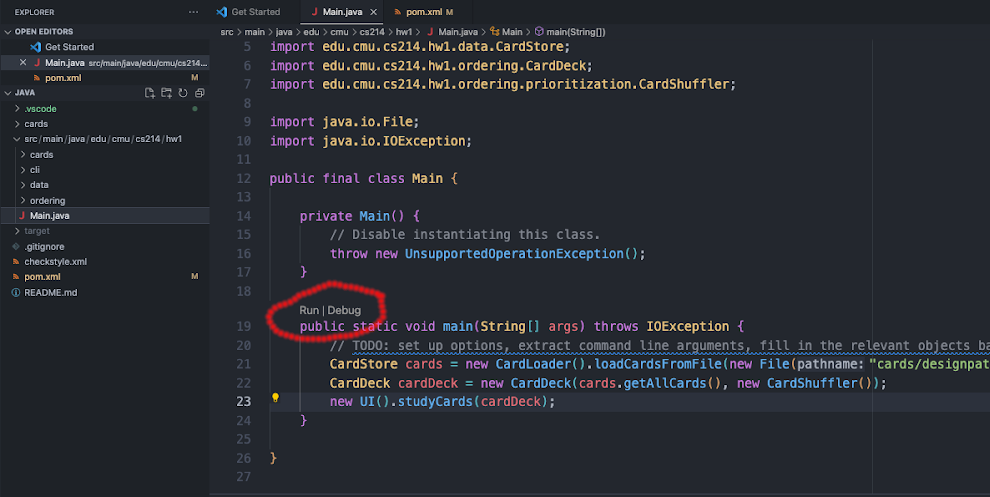 EXPLORER
OPEN EDITORS
Get Started
Main.java src/main/java/edu/cmu/cs214...
pom.xml M
JAVA
.vscode
cards
src/main/java/edu/cmu/cs214/hw1
cards
cli
data
ordering
Main.java
target
.gitignore
checkstyle.xml
pom.xml M
README.md
Get Started Main.java pom.xml M
src > main > java > edu > cmu > cs214 > hw1 > Main.java > Main > main(String[])
5 import edu.cmu.cs214.hw1.data.CardStore;
6 import edu.cmu.cs214.hw1.ordering.CardDeck;
7 import edu.cmu.cs214.hw1.ordering.prioritization.CardShuffler;
8
9 import java.io.File;
10 import java.io.IOException;
11
12 public final class Main {
13
14 private Main() {
15 // Disable instantiating this class.
16 throw new UnsupportedOperationException();
17 }
18
Run | Debug
19 public static void main(String[] args) throws IOException {
20 // TODO: set up options, extract command line arguments, fill in the relevant objects ba
21 CardStore cards = new CardLoader().loadCardsFromFile(new File(pathname: "cards/designpat
22 CardDeck cardDeck = new CardDeck(cards.getAllCards(), new CardShuffler());
23 new UI().studyCards(cardDeck);
24 }
25
26 }
27